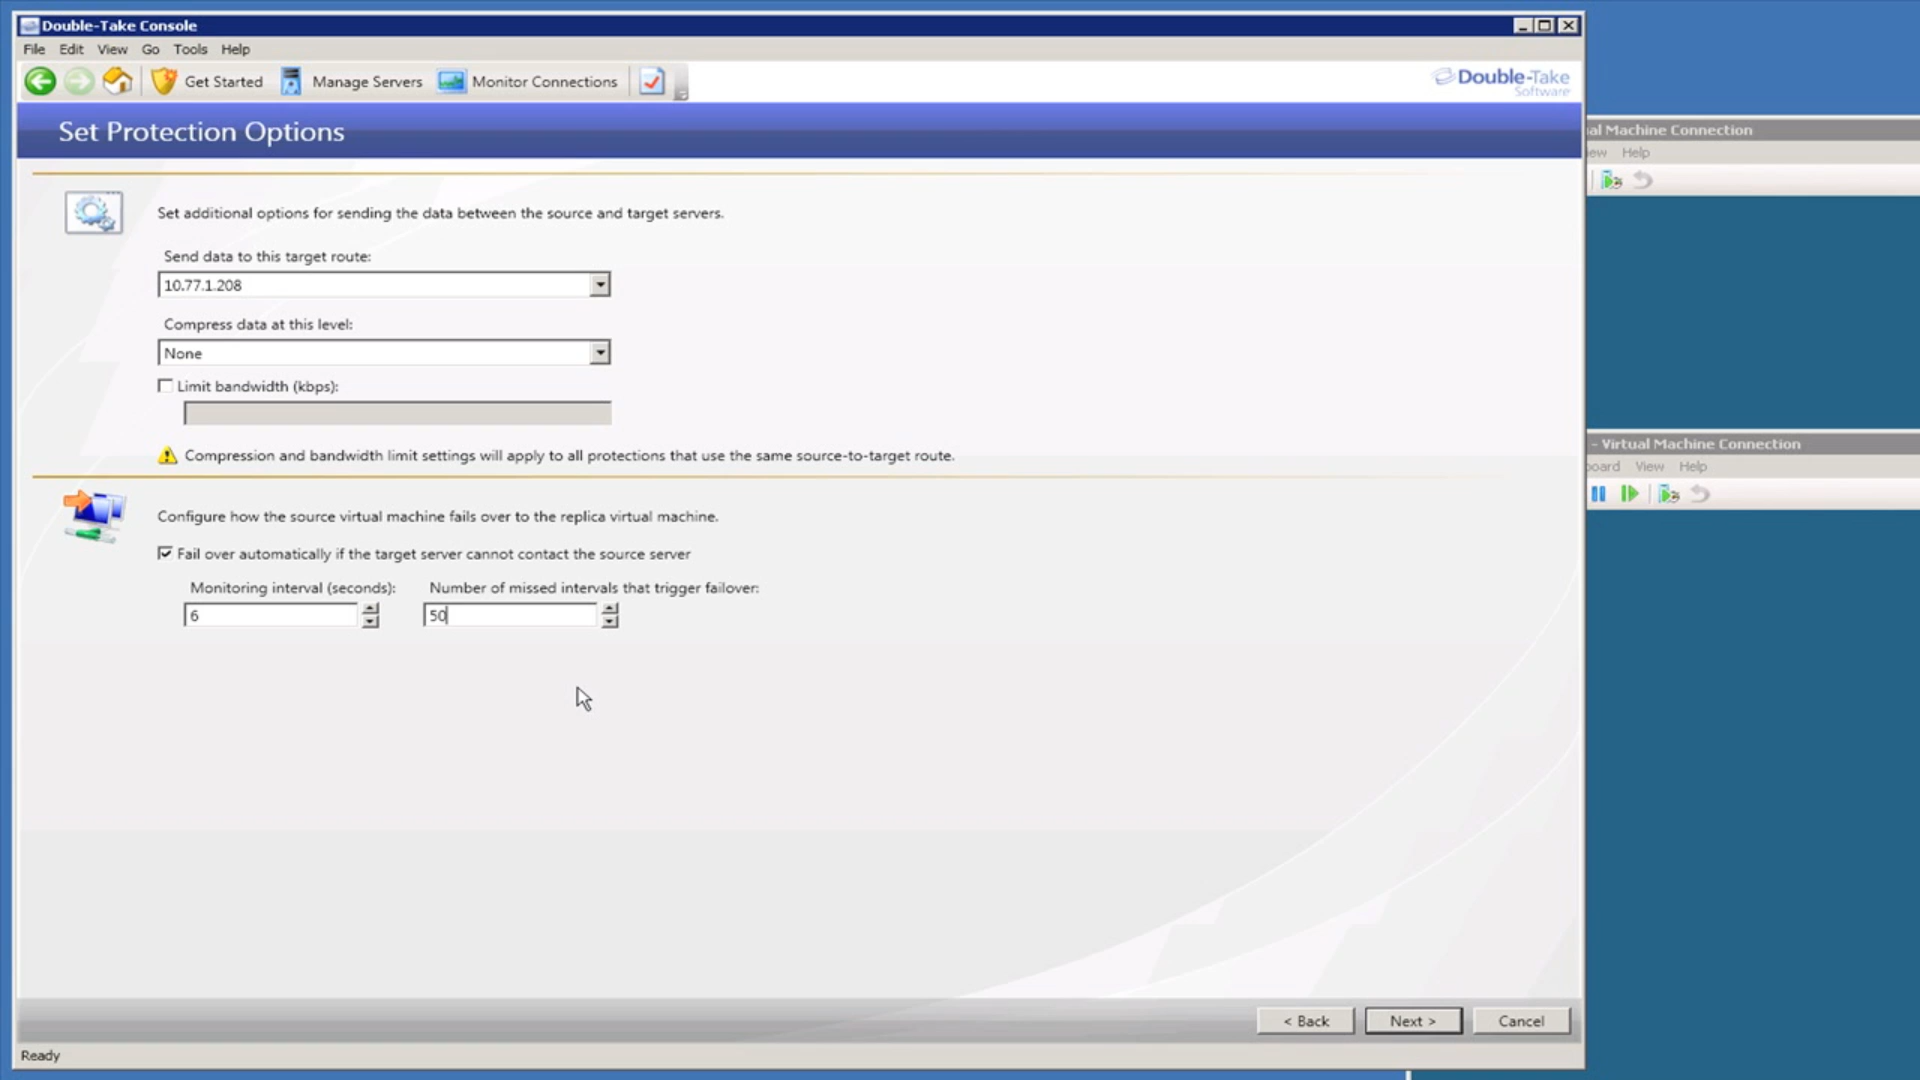 Double-Take Console
File Edit View Go Tools Help
Get Started Manage Servers Monitor Connections
Double-Take
Software
Set Protection Options
Set additional options for sending the data between the source and target servers.
Send data to this target route:
10.77.1.208
Compress data at this level:
None
Limit bandwidth (kbps):
Compression and bandwidth limit settings will apply to all protections that use the same source-to-target route.
Configure how the source virtual machine fails over to the replica virtual machine.
Fail over automatically if the target server cannot contact the source server
Monitoring interval (seconds): Number of missed intervals that trigger failover:
6 50
< Back Next > Cancel
Ready
al Machine Connection
ew Help
- Virtual Machine Connection
board View Help